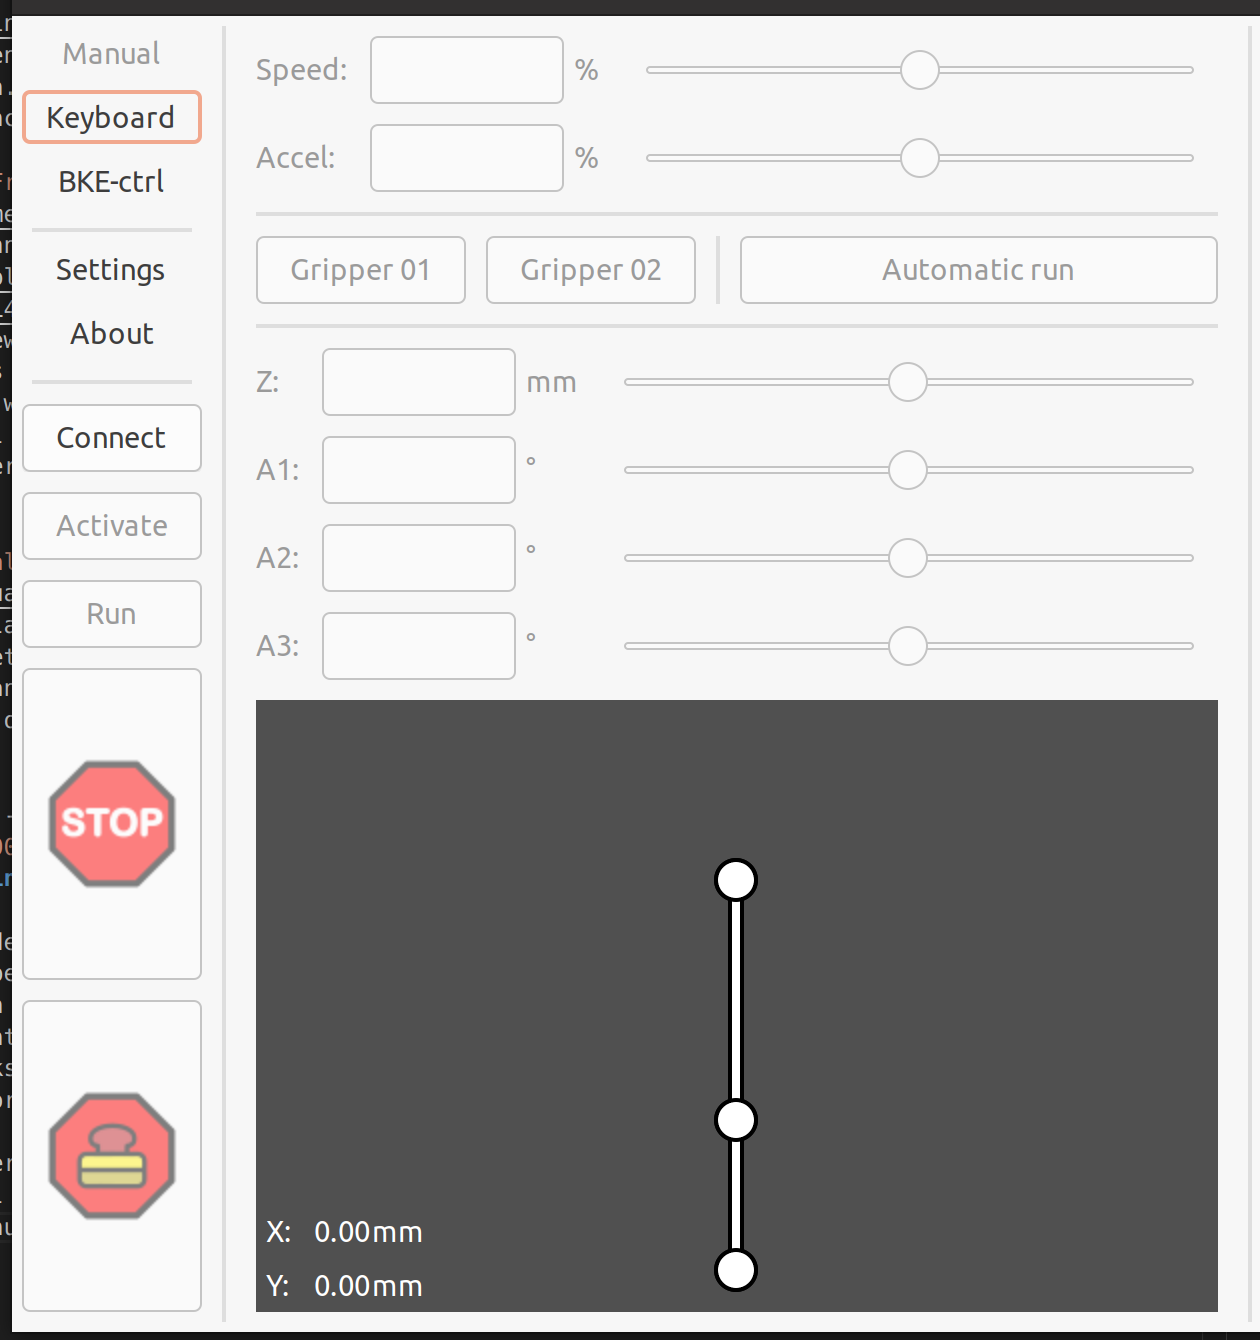 Manual
Keyboard
BKE-ctrl
Settings
About
Connect
Activate
Run
STOP
Speed: %
Accel: %
Gripper 01 Gripper 02 Automatic run
Z: mm
A1: °
A2: °
A3: °
X: 0.00mm
Y: 0.00mm